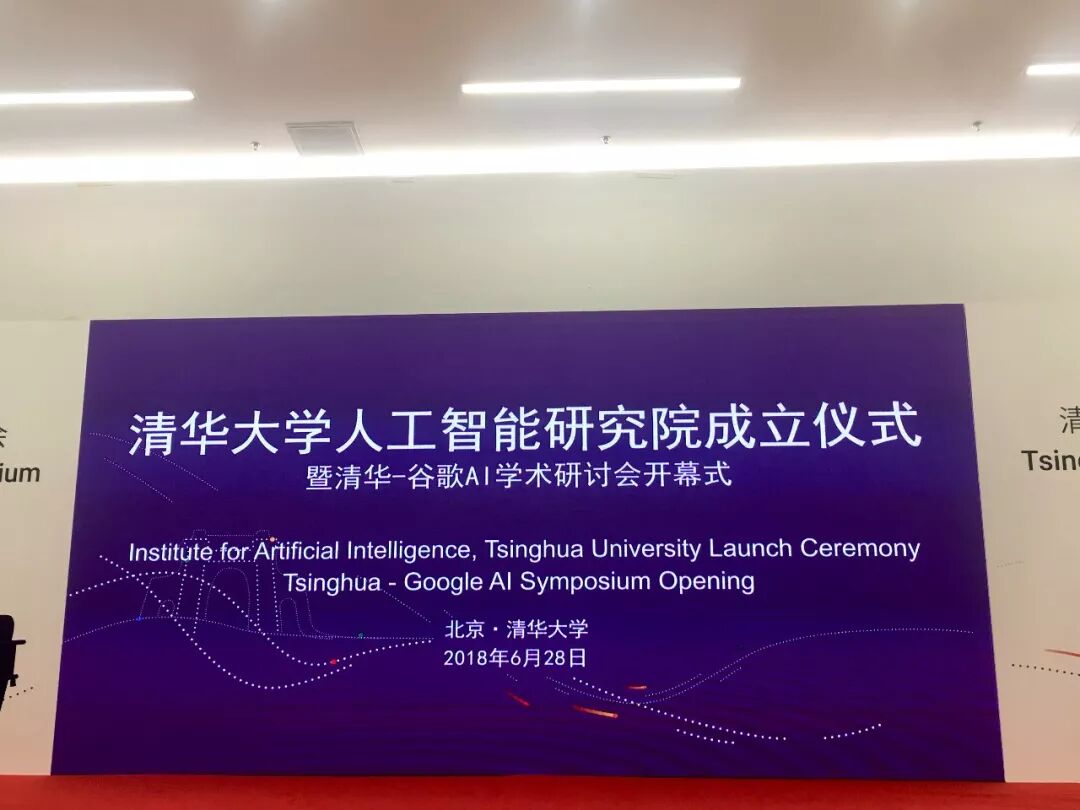 清华大学人工智能研究院成立仪式
暨清华-谷歌AI学术研讨会开幕式
Institute for Artificial Intelligence, Tsinghua University Launch Ceremony
Tsinghua - Google AI Symposium Opening
北京·清华大学
2018年6月28日